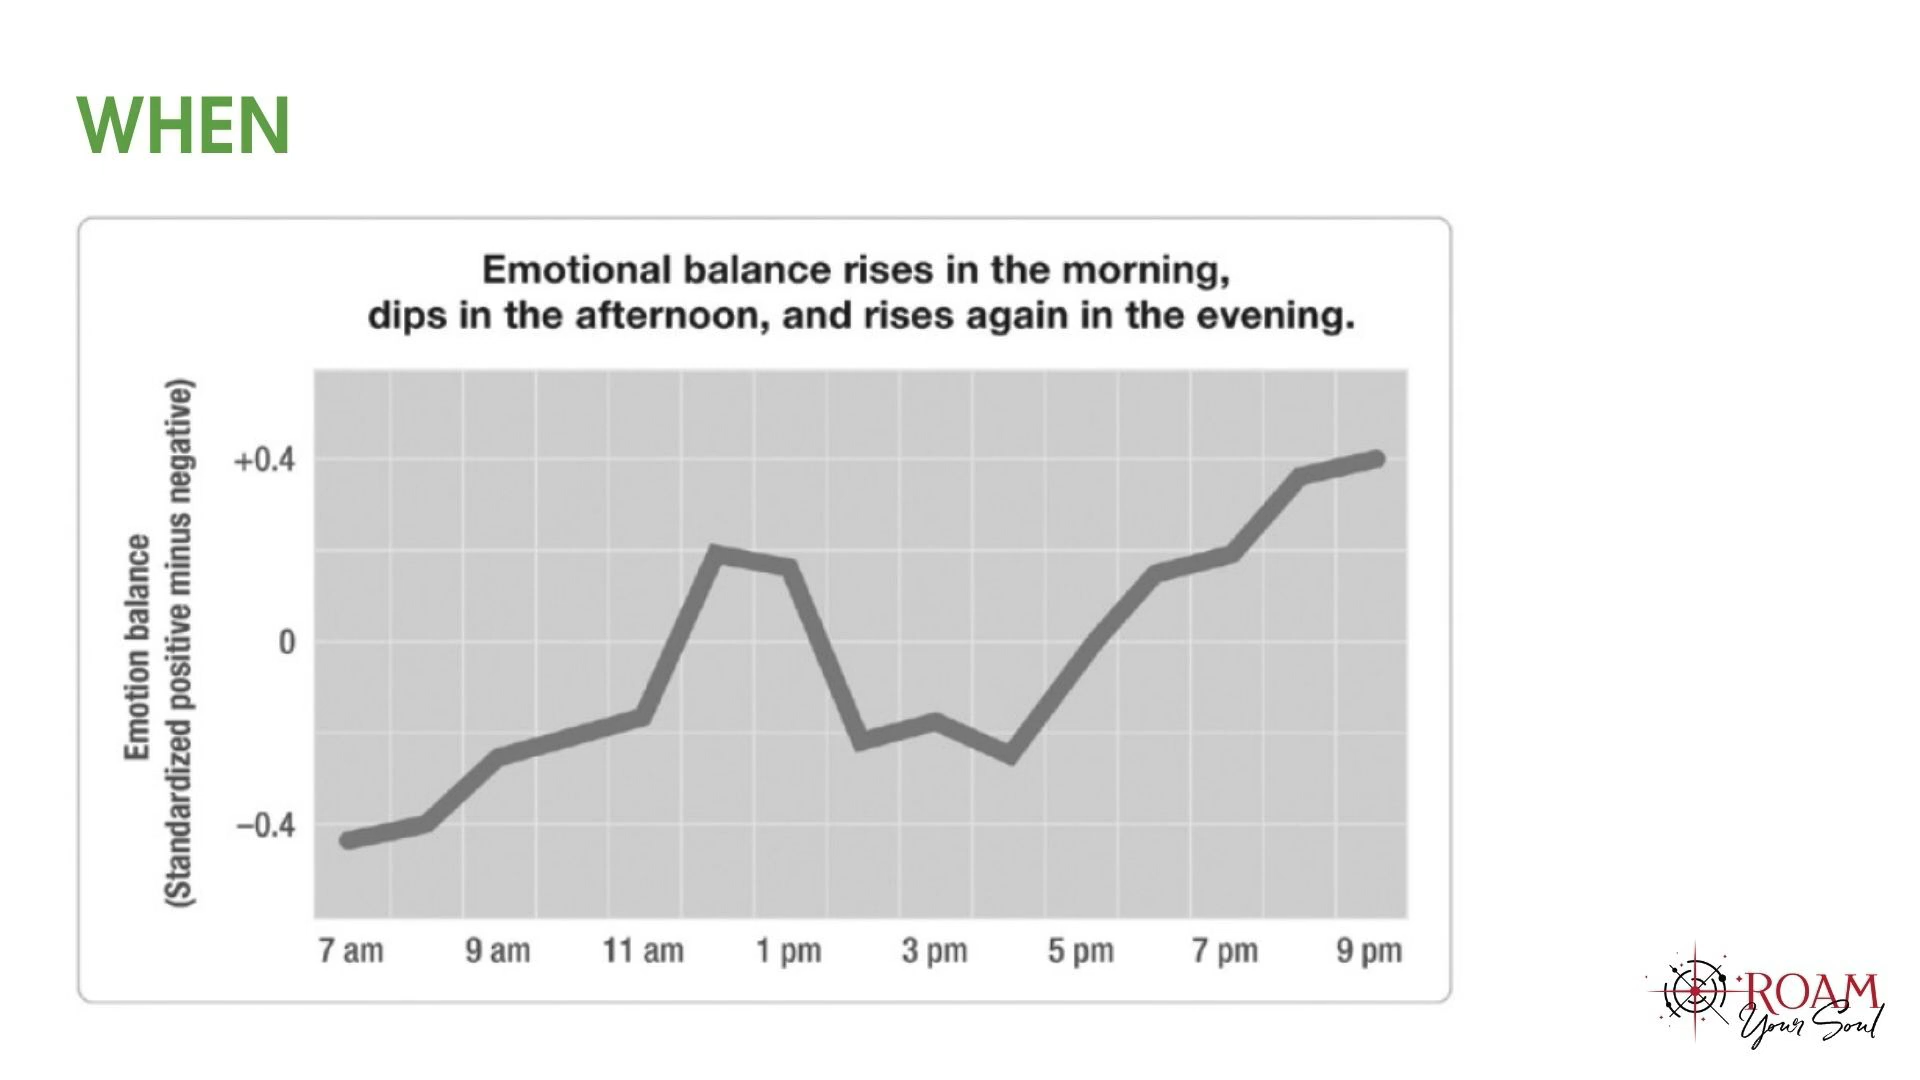 WHEN
Emotional balance rises in the morning,
dips in the afternoon, and rises again in the evening.
Emotion balance
(Standardized positive minus negative)
+0.4
0
–0.4
7 am 9 am 11 am 1 pm 3 pm 5 pm 7 pm 9 pm
ROAM
Your Soul